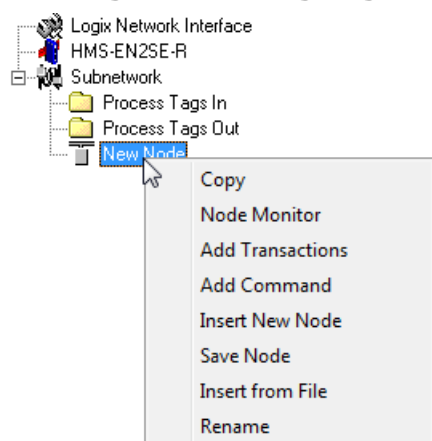 Logix Network Interface
HMS-EN2SE-R
Subnetwork
Process Tags In
Process Tags Out
New Node
Copy
Node Monitor
Add Transactions
Add Command
Insert New Node
Save Node
Insert from File
Rename